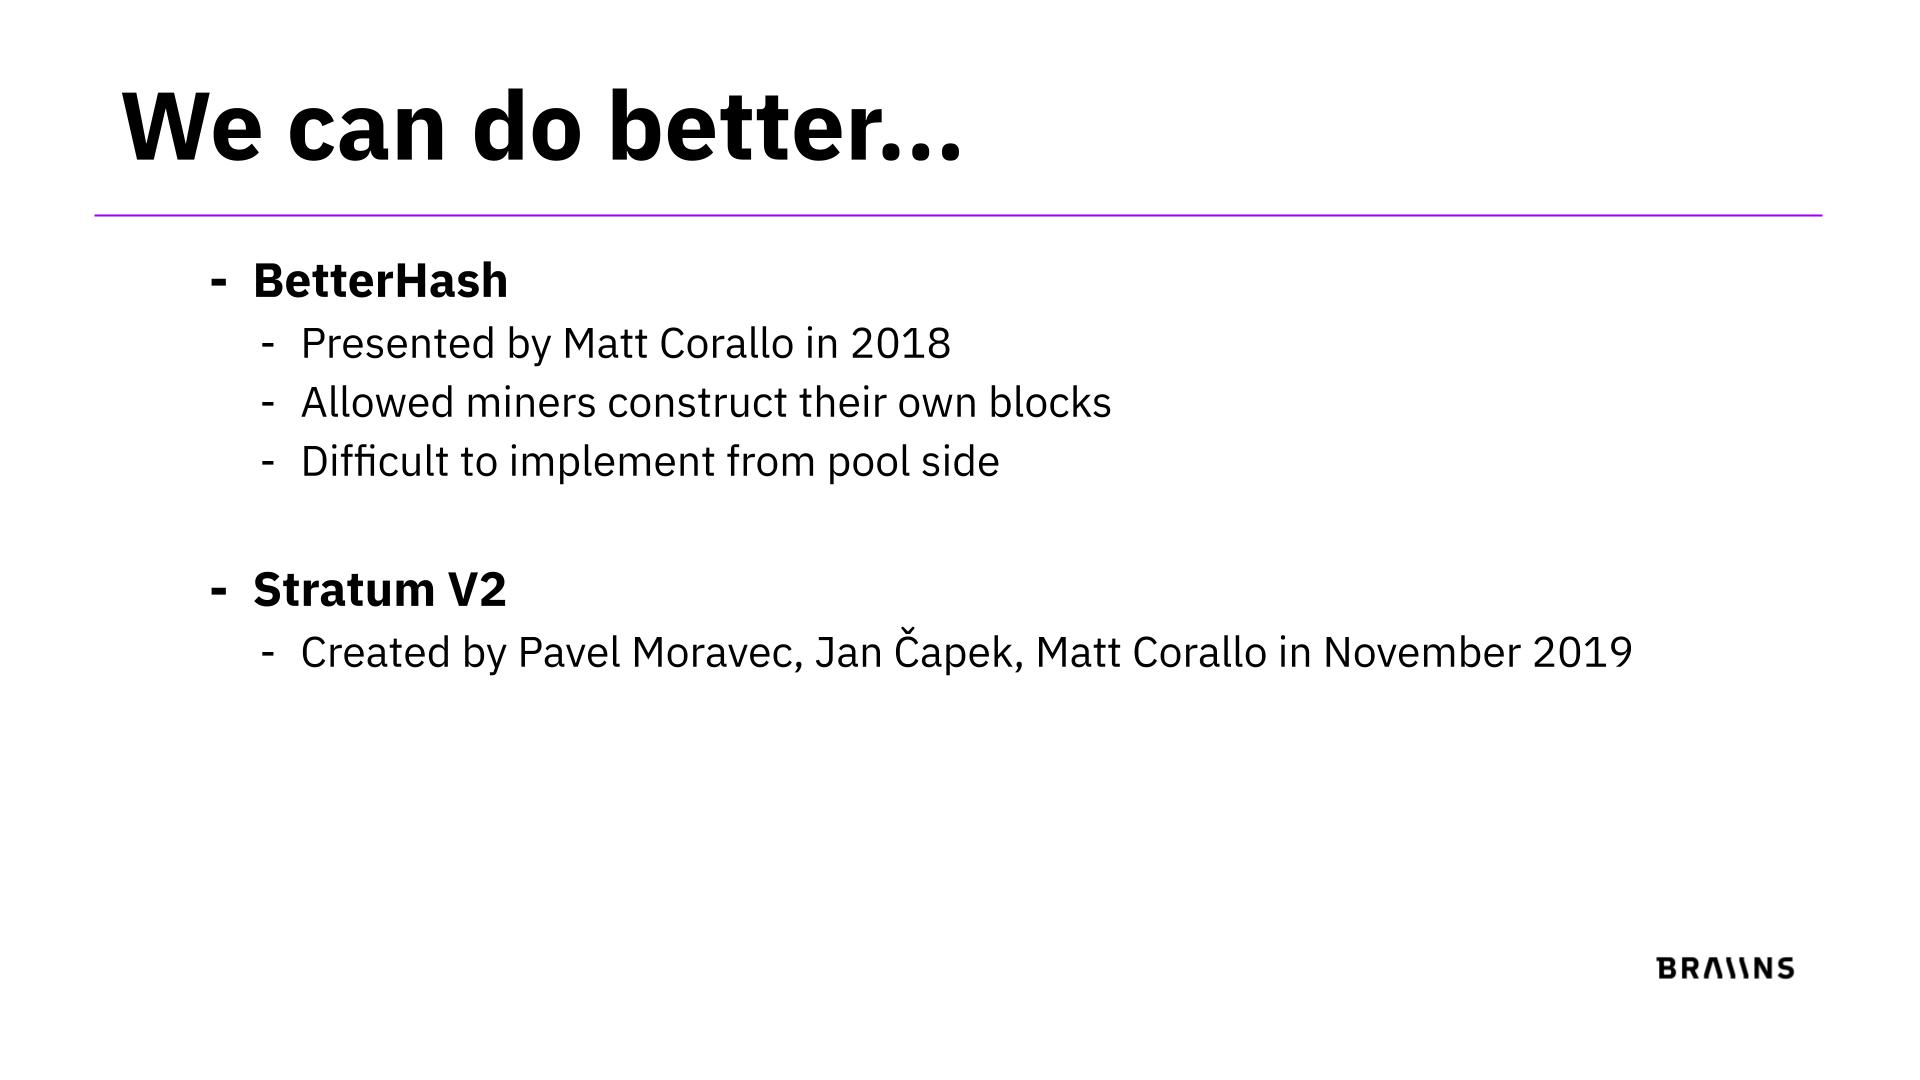 We can do better...
- BetterHash
- Presented by Matt Corallo in 2018
- Allowed miners construct their own blocks
- Difficult to implement from pool side
- Stratum V2
- Created by Pavel Moravec, Jan Čapek, Matt Corallo in November 2019
BRAIINS